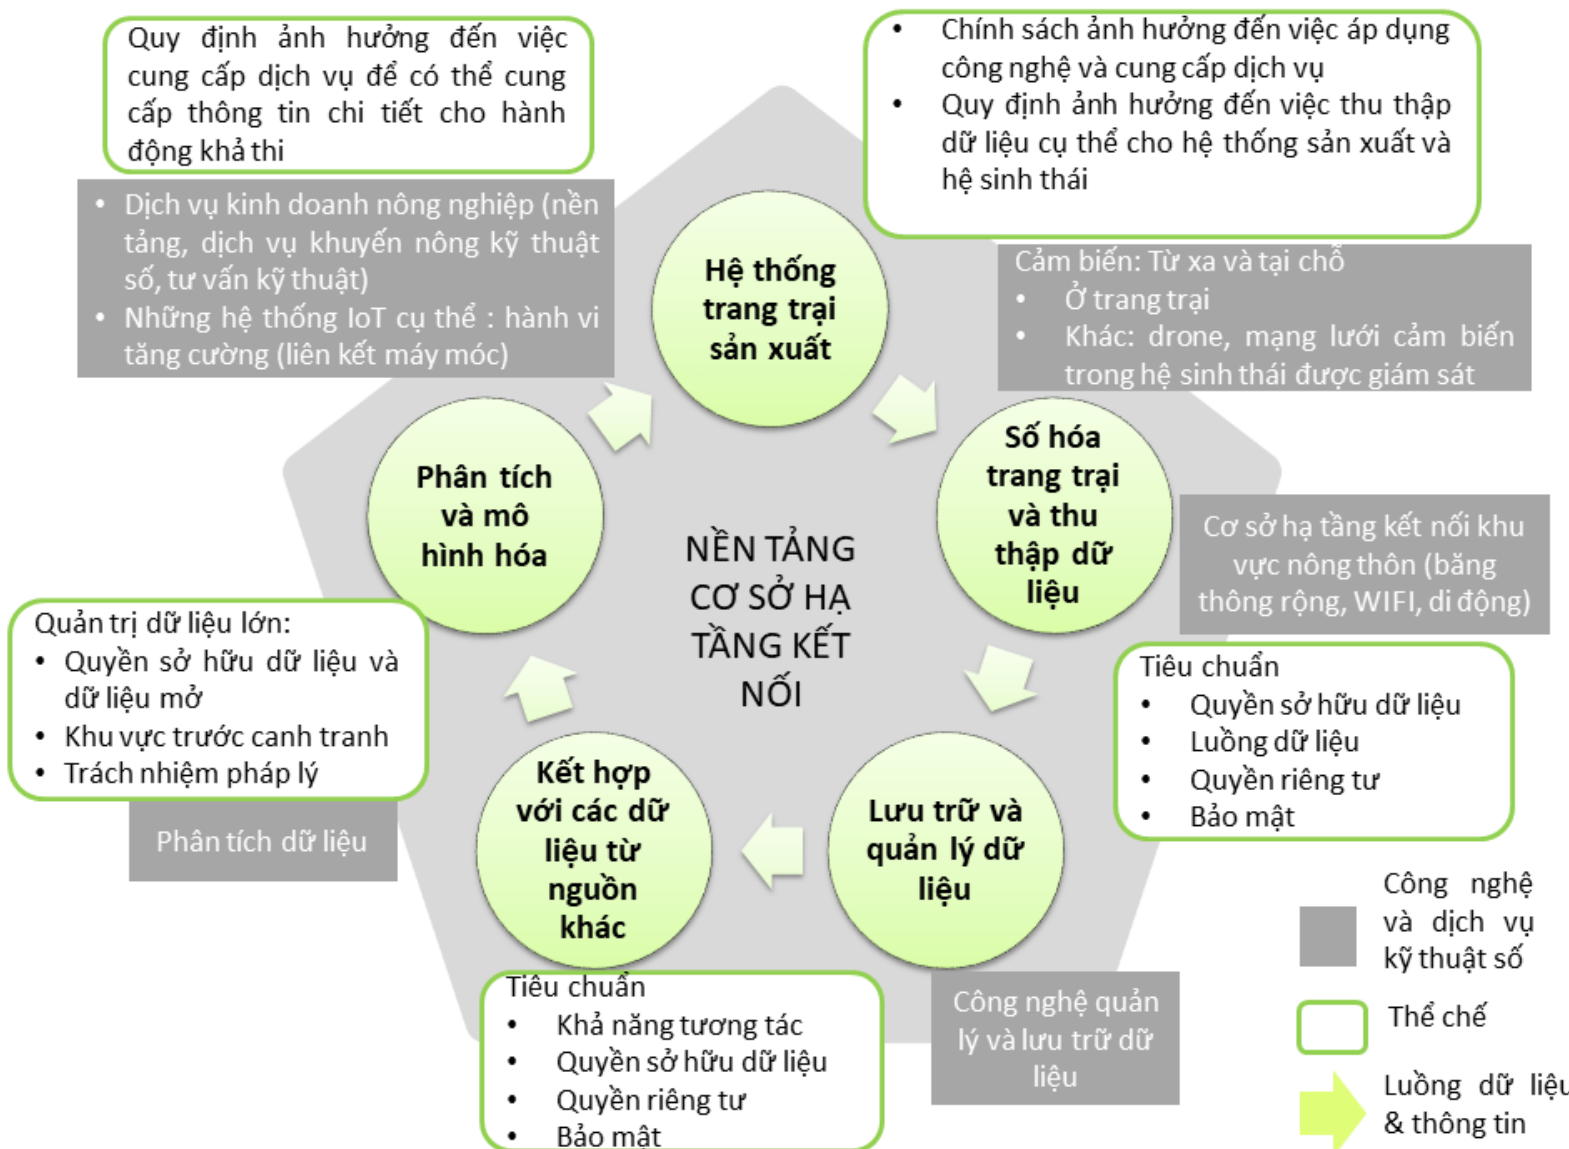 Quy định ảnh hưởng đến việc
cung cấp dịch vụ để có thể cung
cấp thông tin chi tiết cho hành
động khả thi
• Chính sách ảnh hưởng đến việc áp dụng
công nghệ và cung cấp dịch vụ
• Quy định ảnh hưởng đến việc thu thập
dữ liệu cụ thể cho hệ thống sản xuất và
hệ sinh thái
• Dịch vụ kinh doanh nông nghiệp (nền
tảng, dịch vụ khuyến nông kỹ thuật
số, tư vấn kỹ thuật)
• Những hệ thống IoT cụ thể : hành vi
tăng cường (liên kết máy móc)
Hệ thống
trang trại
sản xuất
Cảm biến: Từ xa và tại chỗ
• Ở trang trại
• Khác: drone, mạng lưới cảm biến
trong hệ sinh thái được giám sát
Phân tích
và mô
hình hóa
Số hóa
trang trại
và thu
thập dữ
liệu
NỀN TẢNG
CƠ SỞ HẠ
TẦNG KẾT
NỐI
Cơ sở hạ tầng kết nối khu
vực nông thôn (băng
thông rộng, WIFI, di động)
Quản trị dữ liệu lớn:
• Quyền sở hữu dữ liệu và
dữ liệu mở
• Khu vực trước canh tranh
• Trách nhiệm pháp lý
Tiêu chuẩn
• Quyền sở hữu dữ liệu
• Luồng dữ liệu
• Quyền riêng tư
• Bảo mật
Phân tích dữ liệu
Kết hợp
với các dữ
liệu từ
nguồn
khác
Lưu trữ và
quản lý dữ
liệu
Tiêu chuẩn
• Khả năng tương tác
• Quyền sở hữu dữ liệu
• Quyền riêng tư
• Bảo mật
Công nghệ quản
lý và lưu trữ dữ
liệu
Công nghệ
và dịch vụ
kỹ thuật số
Thể chế
Luồng dữ liệu
& thông tin